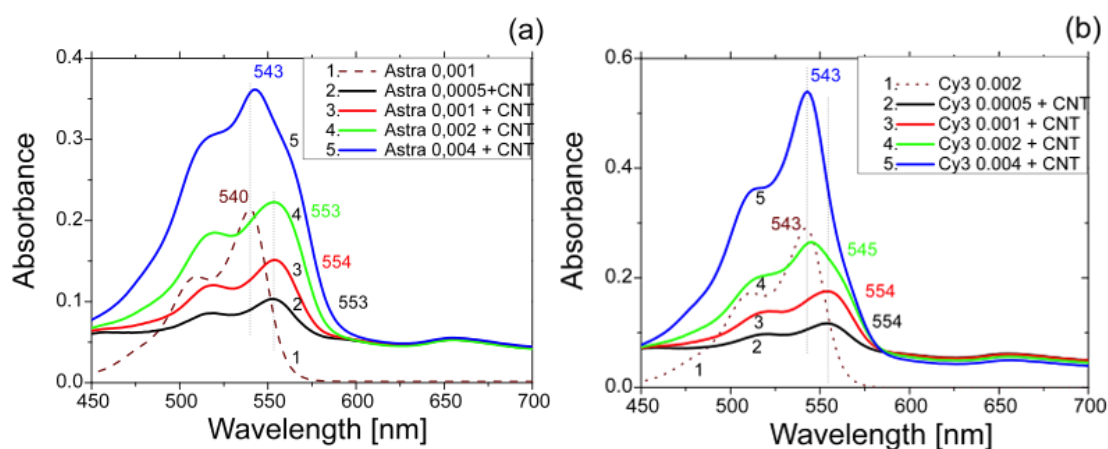 (a)
0.4
0.3
0.2
0.1
0.0
Absorbance
543
1. Astra 0,001
2. Astra 0,0005+CNT
3. Astra 0,001 + CNT
4. Astra 0,002 + CNT
5. Astra 0,004 + CNT
5
540
4
553
3
554
2
553
1
450 500 550 600 650 700
Wavelength [nm]
(b)
0.6
0.4
0.2
0.0
Absorbance
543
1. Cy3 0.002
2. Cy3 0.0005 + CNT
3. Cy3 0.001 + CNT
4. Cy3 0.002 + CNT
5. Cy3 0.004 + CNT
5
543
545
4
554
3
554
2
1
450 500 550 600 650 700
Wavelength [nm]